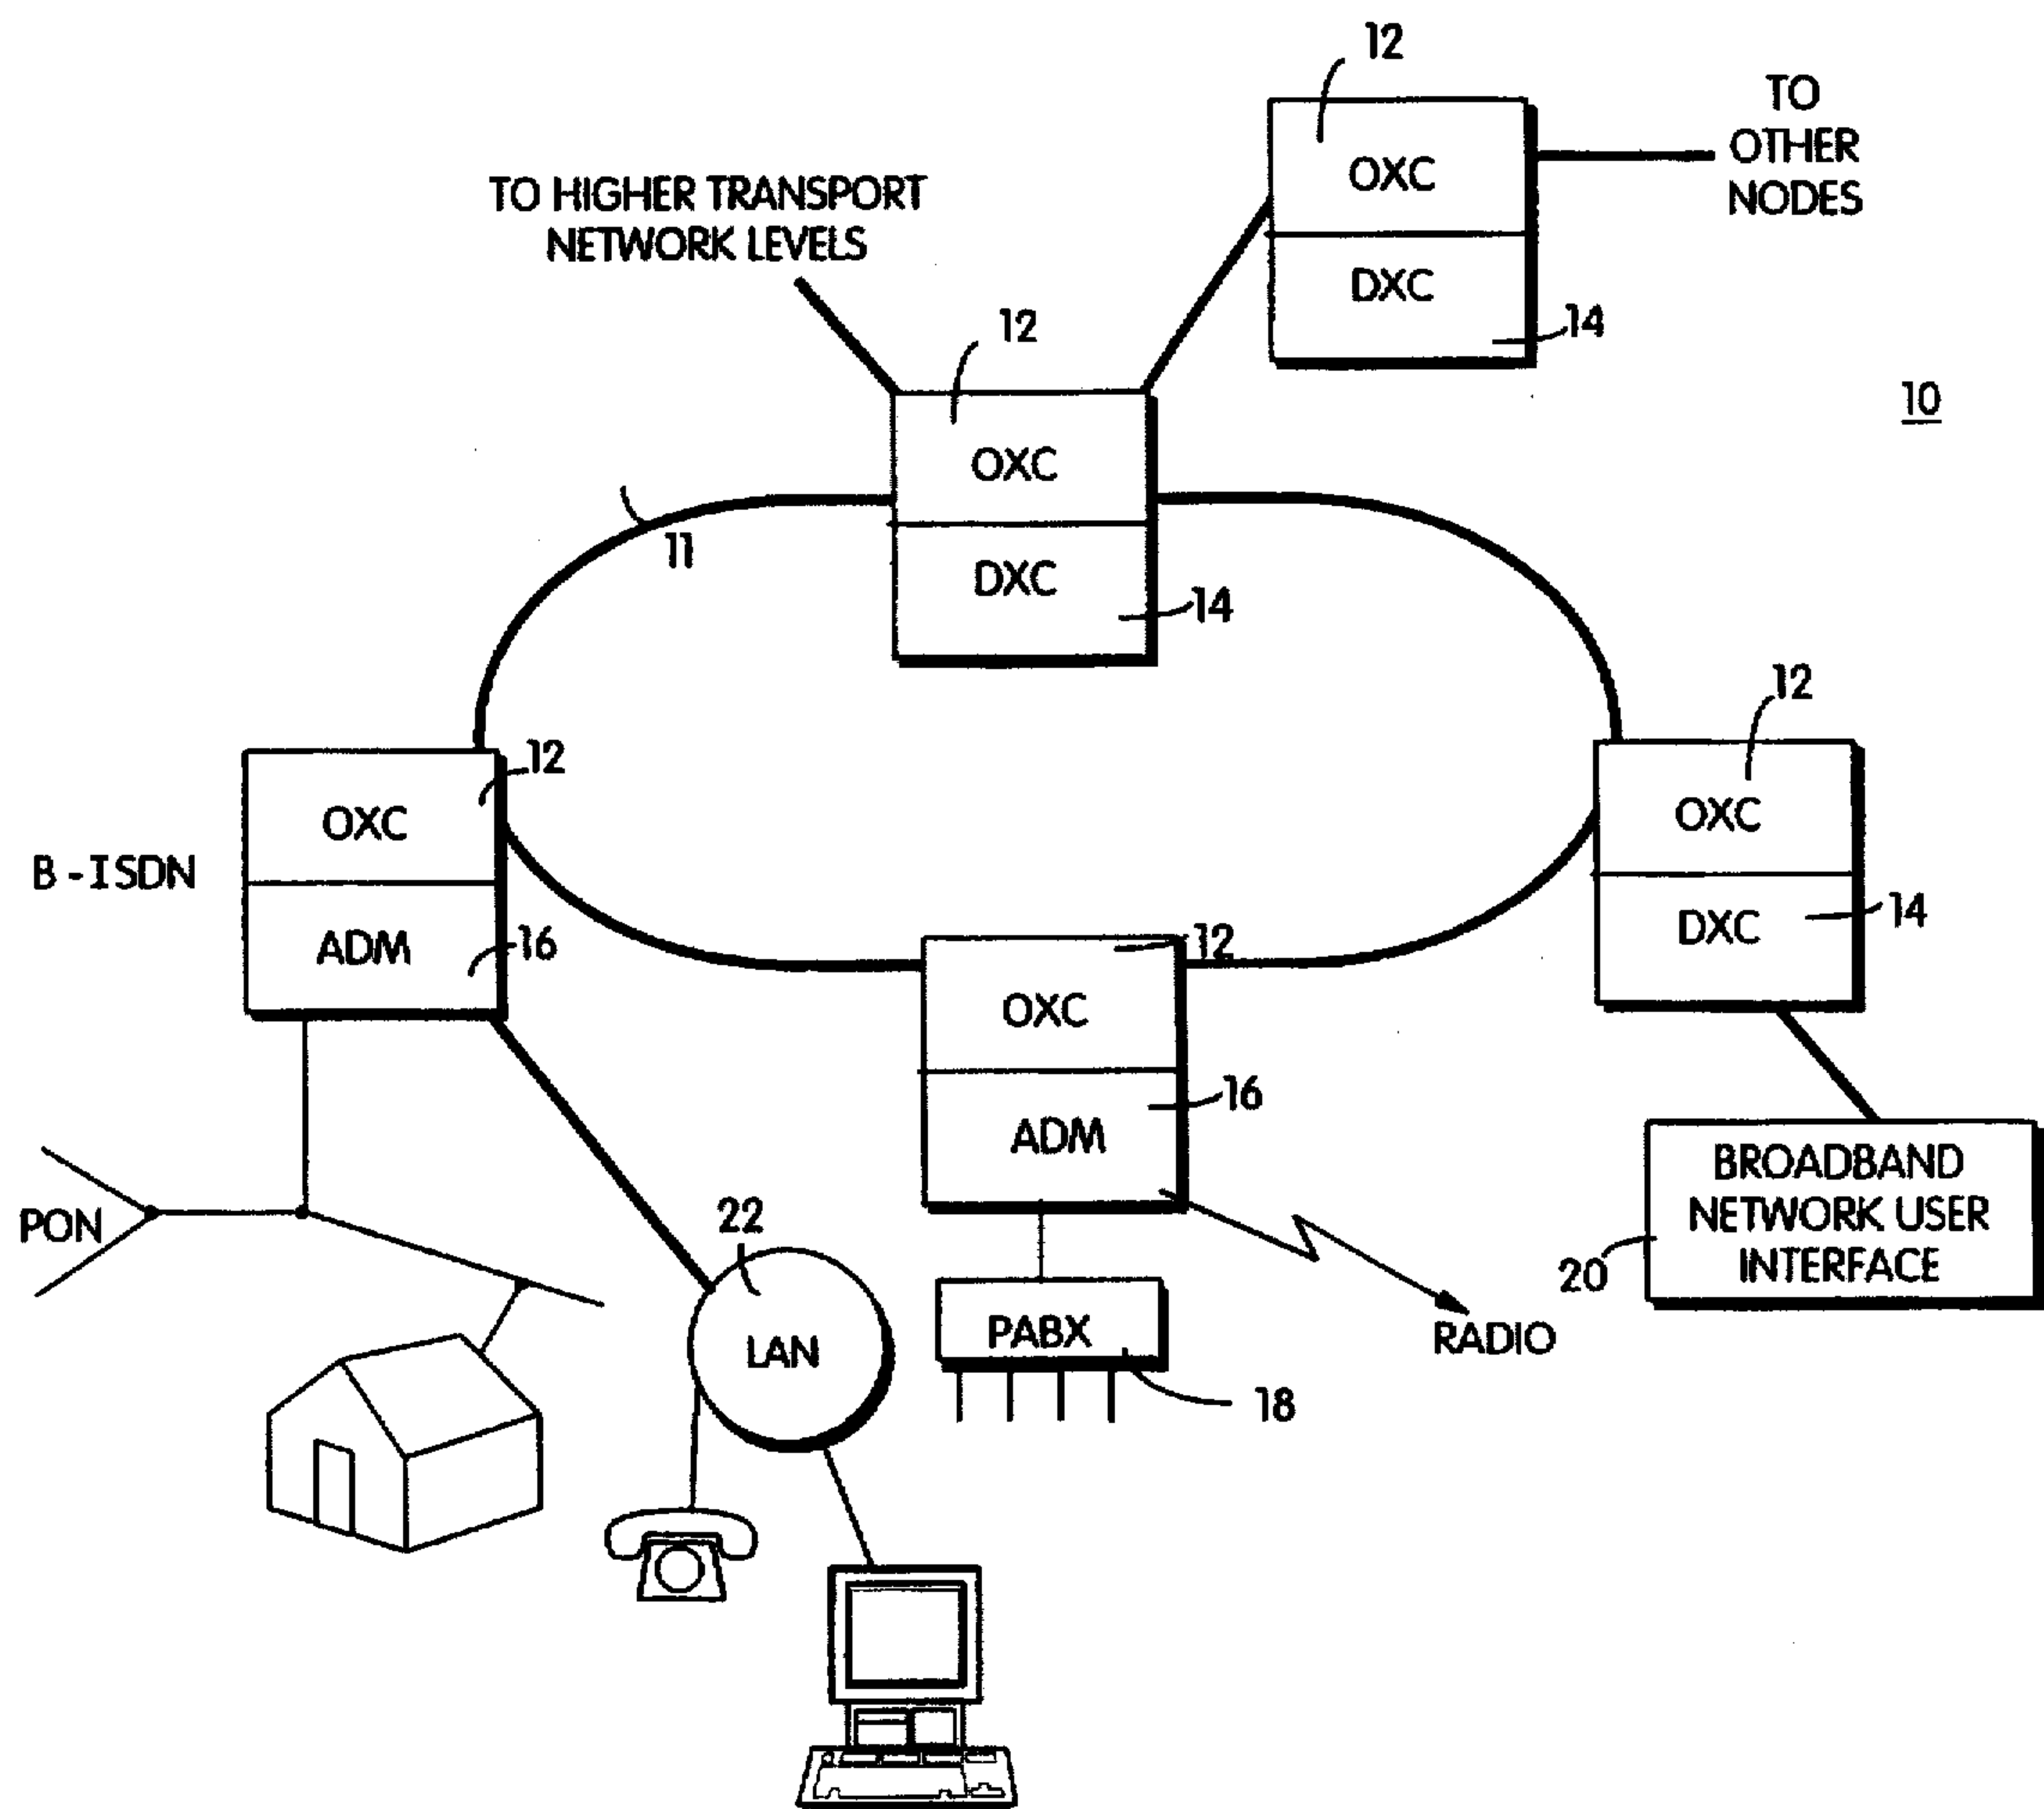 12
TO
OTHER
NODES
OXC
DXC
14
TO HIGHER TRANSPORT
NETWORK LEVELS
12
10
OXC
11
DXC
14
12
12
OXC
OXC
B-ISDN
14
DXC
ADM
16
12
OXC
16
ADM
BROADBAND
NETWORK USER
INTERFACE
20
PON
22
LAN
PABX
RADIO
18